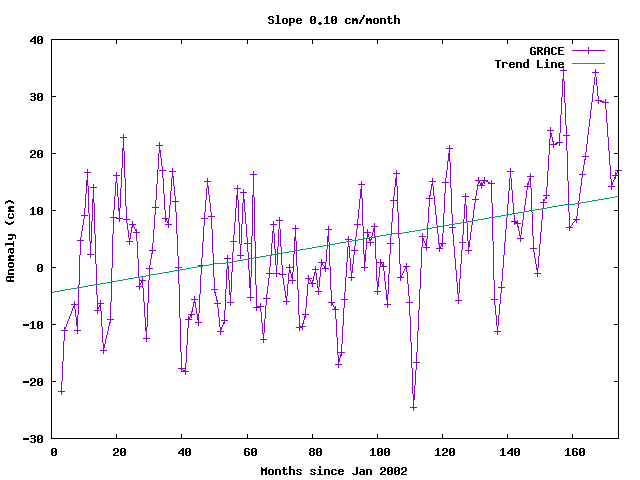 Slope 0.10 cm/month
GRACE
Trend Line
Anomaly (cm)
40
30
20
10
0
-10
-20
-30
0 20 40 60 80 100 120 140 160
Months since Jan 2002